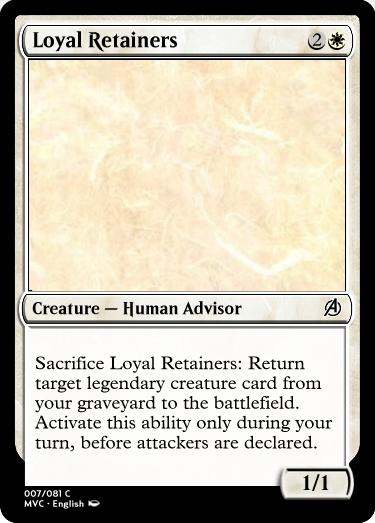 Loyal Retainers 2
Creature — Human Advisor
Sacrifice Loyal Retainers: Return
target legendary creature card from
your graveyard to the battlefield.
Activate this ability only during your
turn, before attackers are declared.
1/1
007/081 C
MVC • English